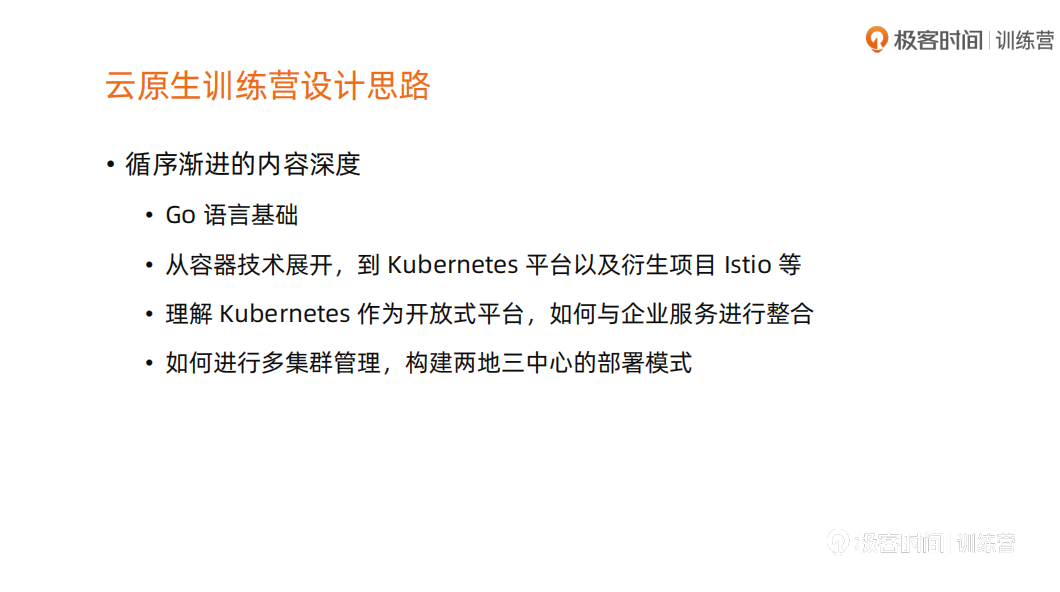 极客时间 | 训练营
云原生训练营设计思路
• 循序渐进的内容深度
• Go 语言基础
• 从容器技术展开，到 Kubernetes 平台以及衍生项目 Istio 等
• 理解 Kubernetes 作为开放式平台，如何与企业服务进行整合
• 如何进行多集群管理，构建两地三中心的部署模式
极客时间 | 训练营